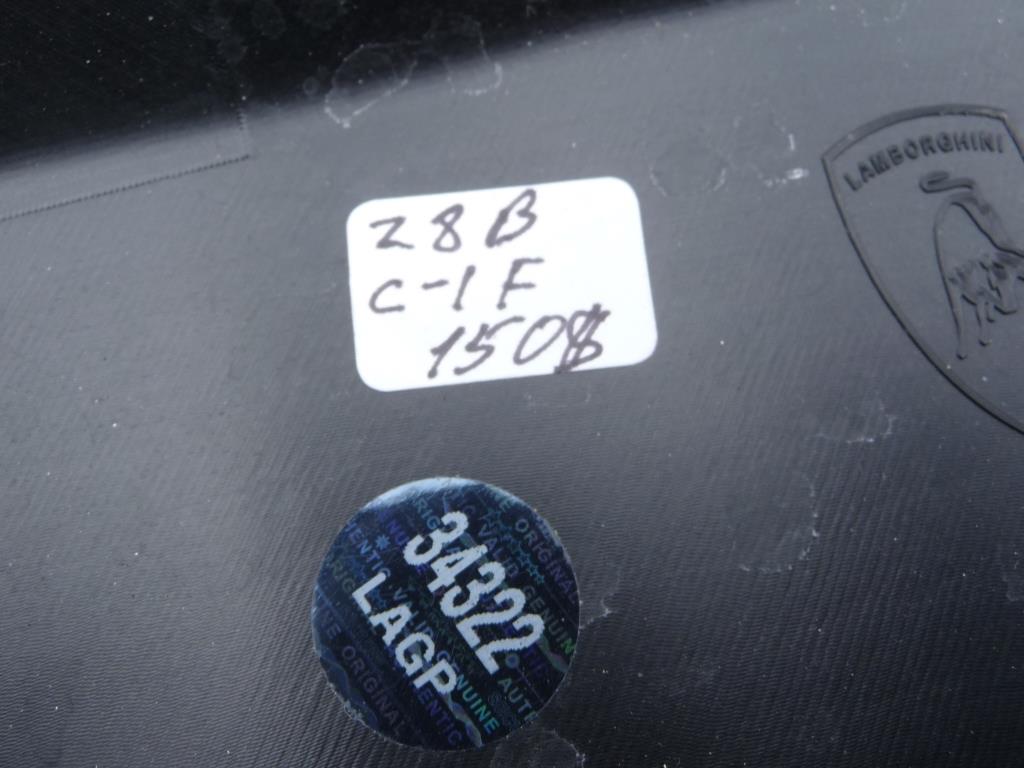 LAMBORGHINI
Z8B
C-1F
150$
34322
LAGP